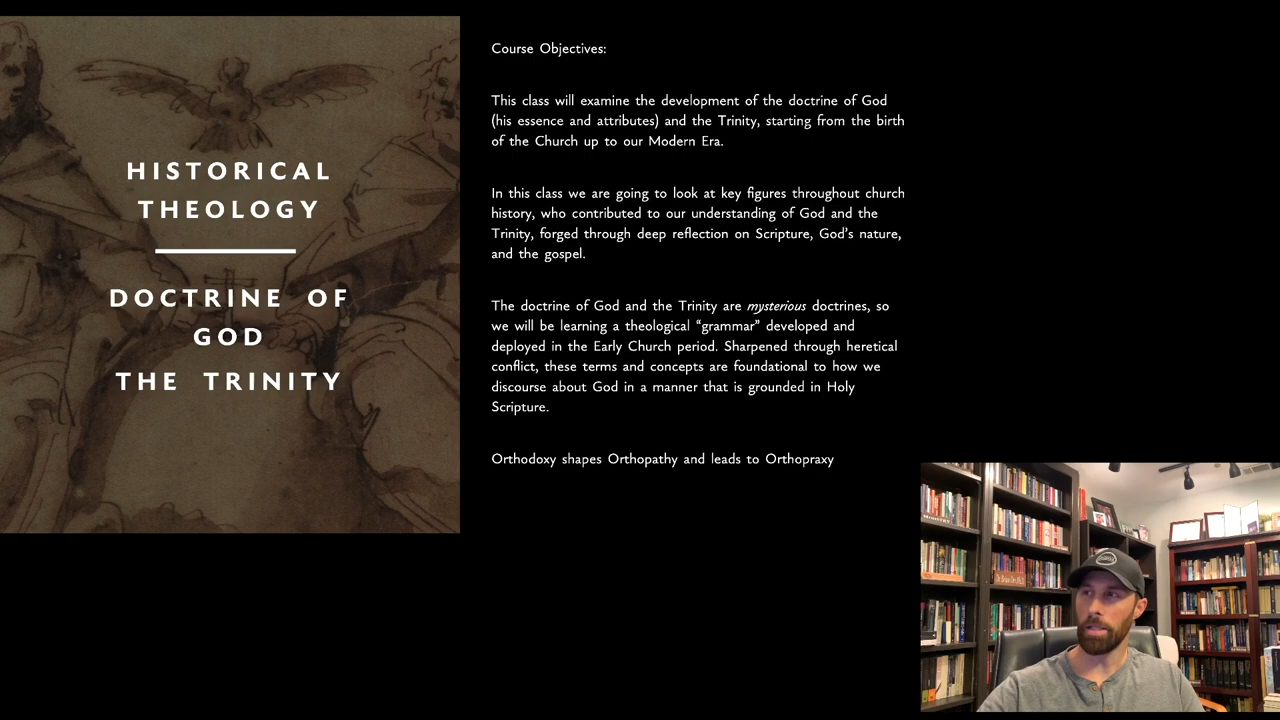 HISTORICAL
THEOLOGY
DOCTRINE OF
GOD
THE TRINITY
Course Objectives:
This class will examine the development of the doctrine of God
(his essence and attributes) and the Trinity, starting from the birth
of the Church up to our Modern Era.
In this class we are going to look at key figures throughout church
history, who contributed to our understanding of God and the
Trinity, forged through deep reflection on Scripture, God's nature,
and the gospel.
The doctrine of God and the Trinity are mysterious doctrines, so
we will be learning a theological “grammar” developed and
deployed in the Early Church period. Sharpened through heretical
conflict, these terms and concepts are foundational to how we
discourse about God in a manner that is grounded in Holy
Scripture.
Orthodoxy shapes Orthopathy and leads to Orthopraxy